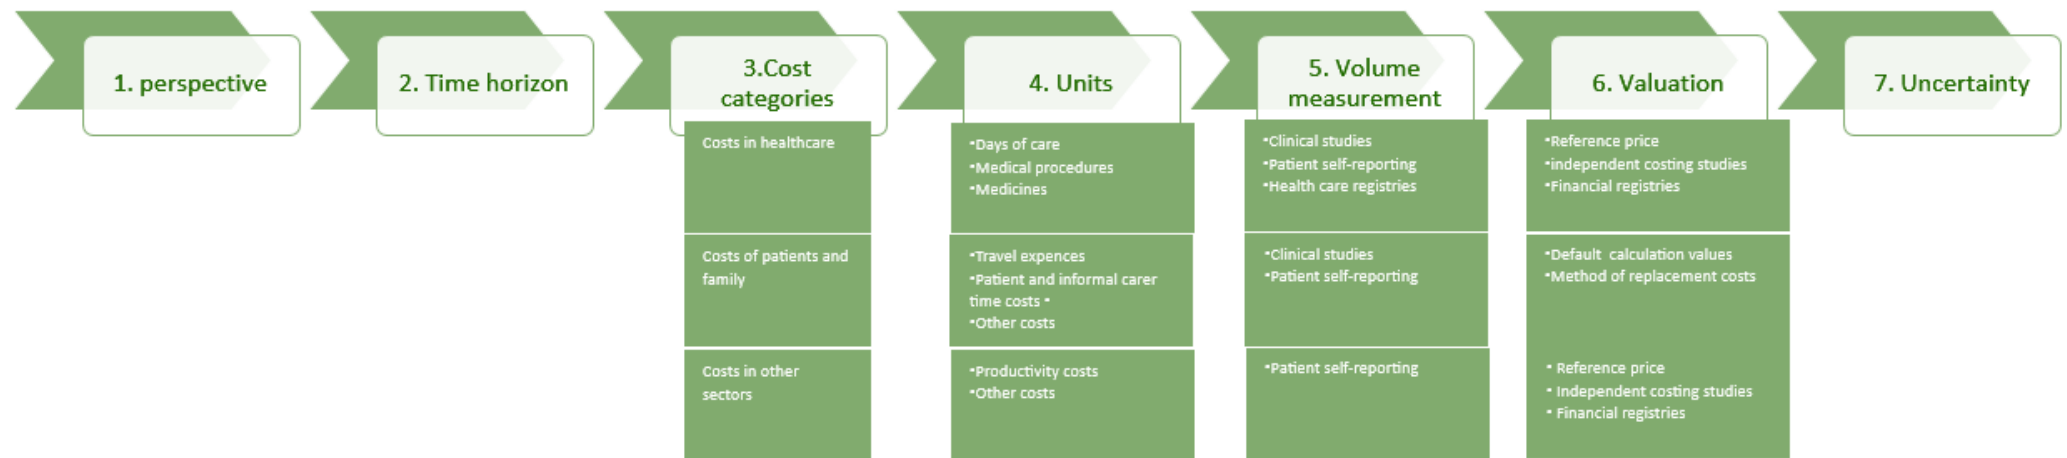 1. perspective
2. Time horizon
3.Cost
categories
4. Units
5. Volume
measurement
6. Valuation
7. Uncertainty
Costs in healthcare
•Days of care
•Medical procedures
•Medicines
•Clinical studies
•Patient self-reporting
•Health care registries
•Reference price
•independent costing studies
•Financial registries
Costs of patients and
family
•Travel expences
•Patient and informal carer
time costs •
•Other costs
•Clinical studies
•Patient self-reporting
•Default  calculation values
•Method of replacement costs
Costs in other
sectors
•Productivity costs
•Other costs
•Patient self-reporting
• Reference price
• Independent costing studies
• Financial registries